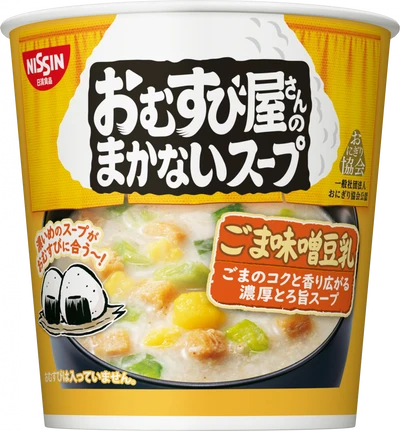 NISSIN
日清食品
おむすび屋さんの
まかないスープ
おにぎり
協会
一般社団法人
おにぎり協会公認
濃いめのスープが
おむすびに合う〜!
ごま味噌豆乳
ごまのコクと香り広がる
濃厚とろ旨スープ
おむすびは入っていません。